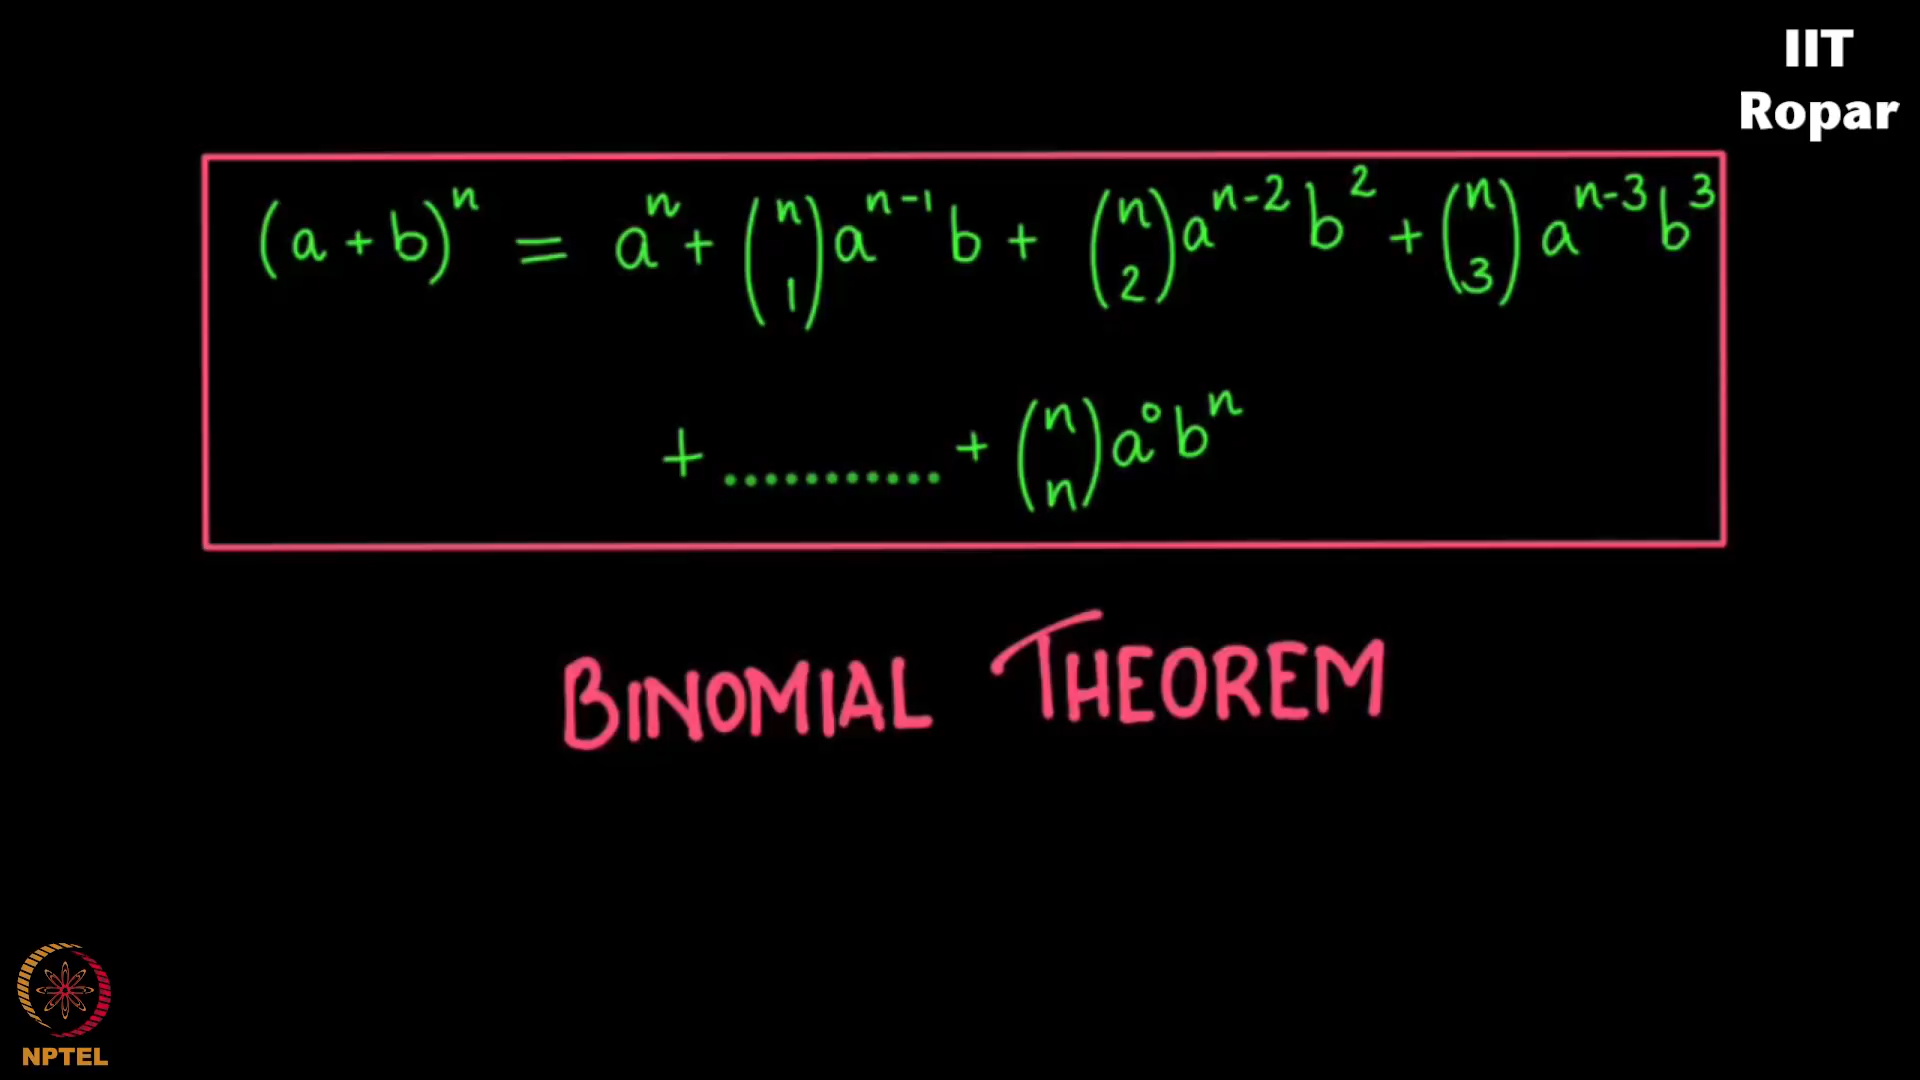 IIT
Ropar
(a + b)^n = a^n + (n 1) a^{n-1} b + (n 2) a^{n-2} b^2 + (n 3) a^{n-3} b^3
+ ........... + (n n) a^0 b^n
BINOMIAL THEOREM
NPTEL